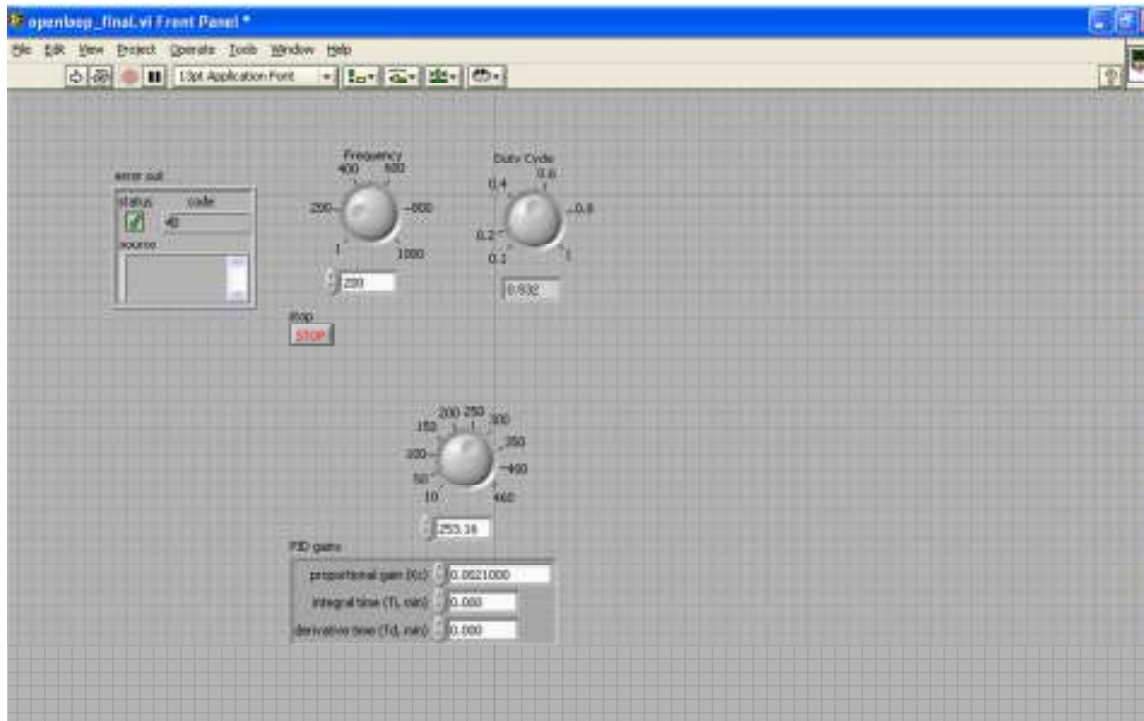 openloop_final.vi Front Panel *
File Edit View Project Operate Tools Window Help
13pt Application Font
Frequency
400 600
200 800
1 1000
200
Duty Cycle
0.4 0.6
0.2 0.8
0.1 1
0.932
error out
status code
source
stop
STOP
200 250 300
150 350
100 400
50
10 460
253.16
PID gains
proportional gain (Kc) 0.0021000
integral time (Ti, min) 0.000
derivative time (Td, min) 0.000